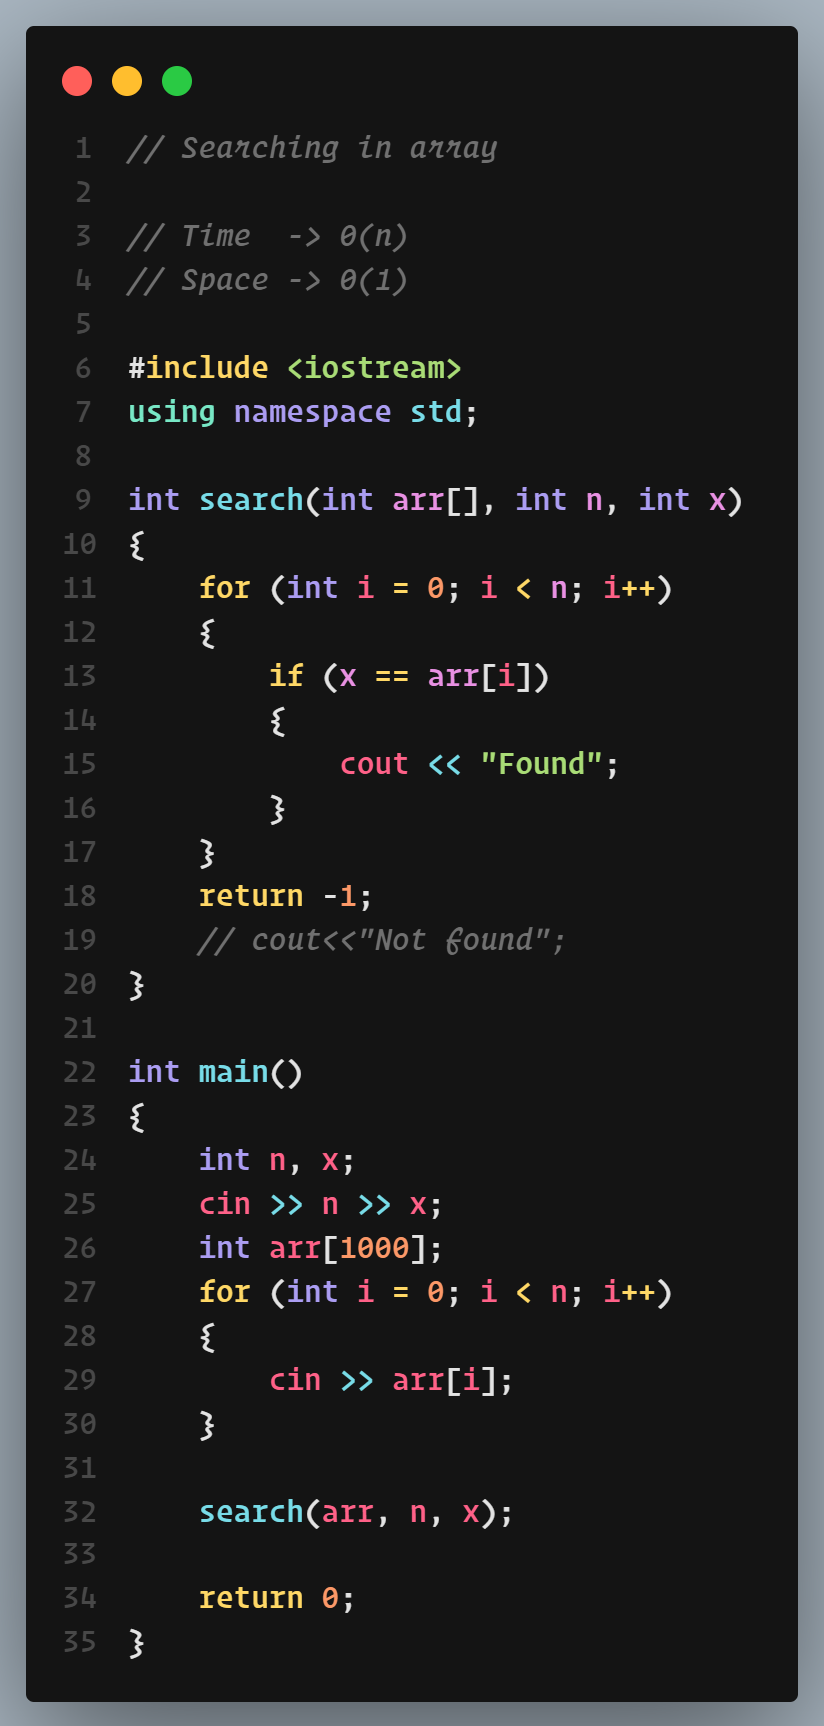 1 // Searching in array
2
3 // Time  -> O(n)
4 // Space -> O(1)
5
6 #include <iostream>
7 using namespace std;
8
9 int search(int arr[], int n, int x)
10 {
11     for (int i = 0; i < n; i++)
12     {
13         if (x == arr[i])
14         {
15             cout << "Found";
16         }
17     }
18     return -1;
19     // cout<<"Not found";
20 }
21
22 int main()
23 {
24     int n, x;
25     cin >> n >> x;
26     int arr[1000];
27     for (int i = 0; i < n; i++)
28     {
29         cin >> arr[i];
30     }
31
32     search(arr, n, x);
33
34     return 0;
35 }